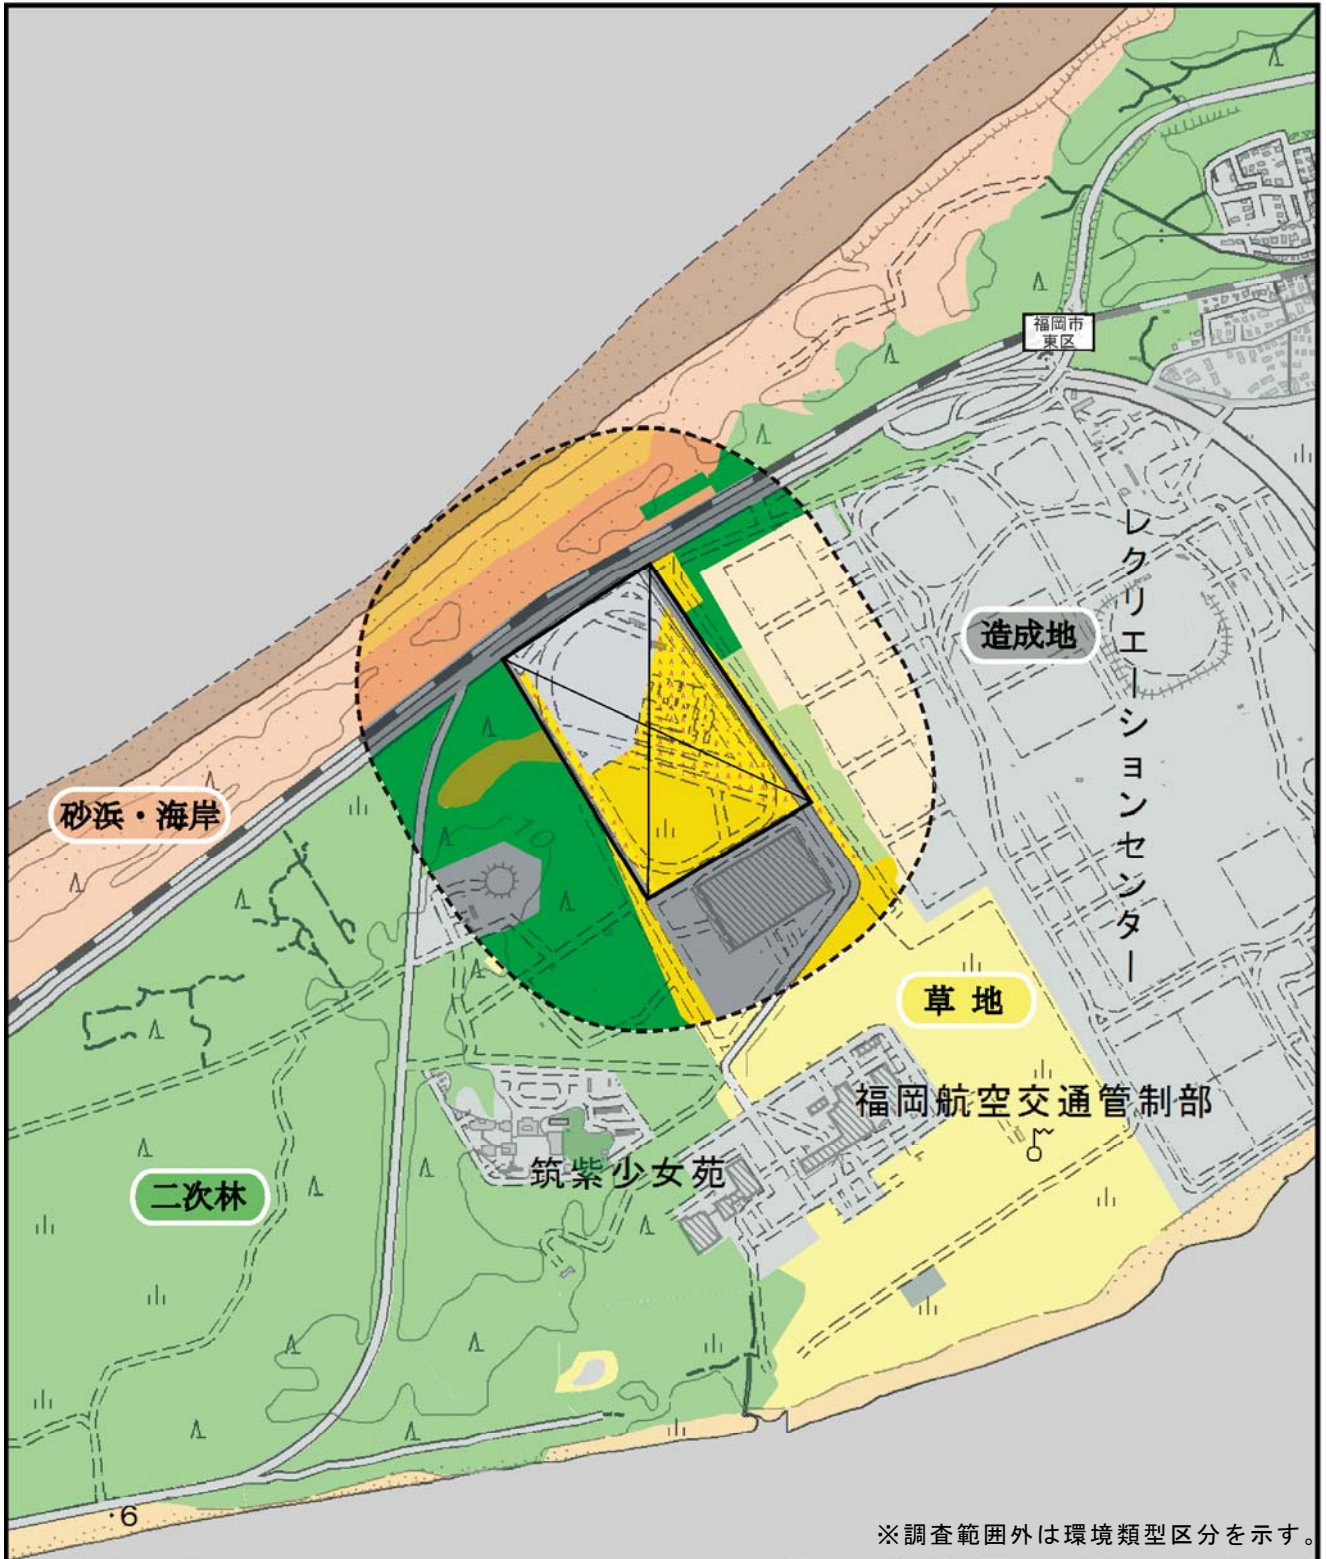 福岡市
東区
レクリエーションセンター
造成地
砂浜・海岸
10
草 地
福岡航空交通管制部
筑紫少女苑
二次林
・6
※調査範囲外は環境類型区分を示す。